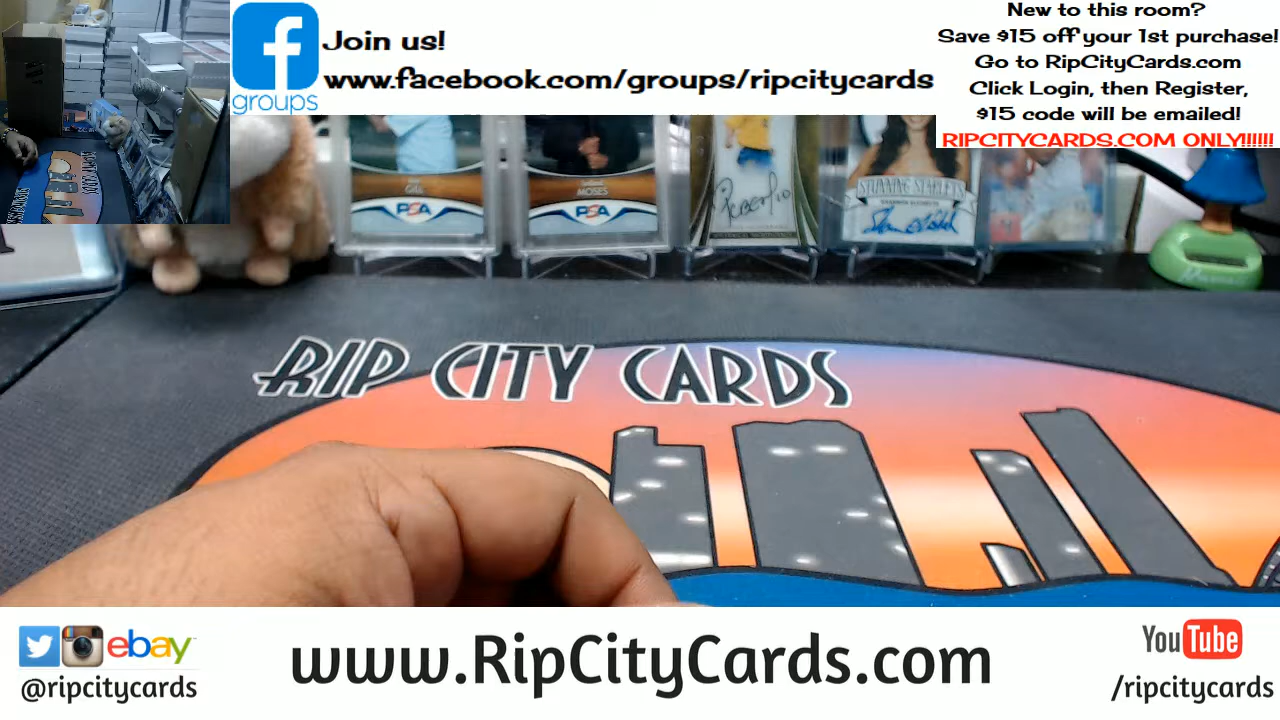 Join us!
www.facebook.com/groups/ripcitycards
groups
New to this room?
Save $15 off your 1st purchase!
Go to RipCityCards.com
Click Login, then Register,
$15 code will be emailed!
RIPCITYCARDS.COM ONLY!!!!!!
PSA
MOSES
PSA
STUNNING STARLETS
RIP CITY CARDS
ebay
@ripcitycards
www.RipCityCards.com
YouTube
/ripcitycards